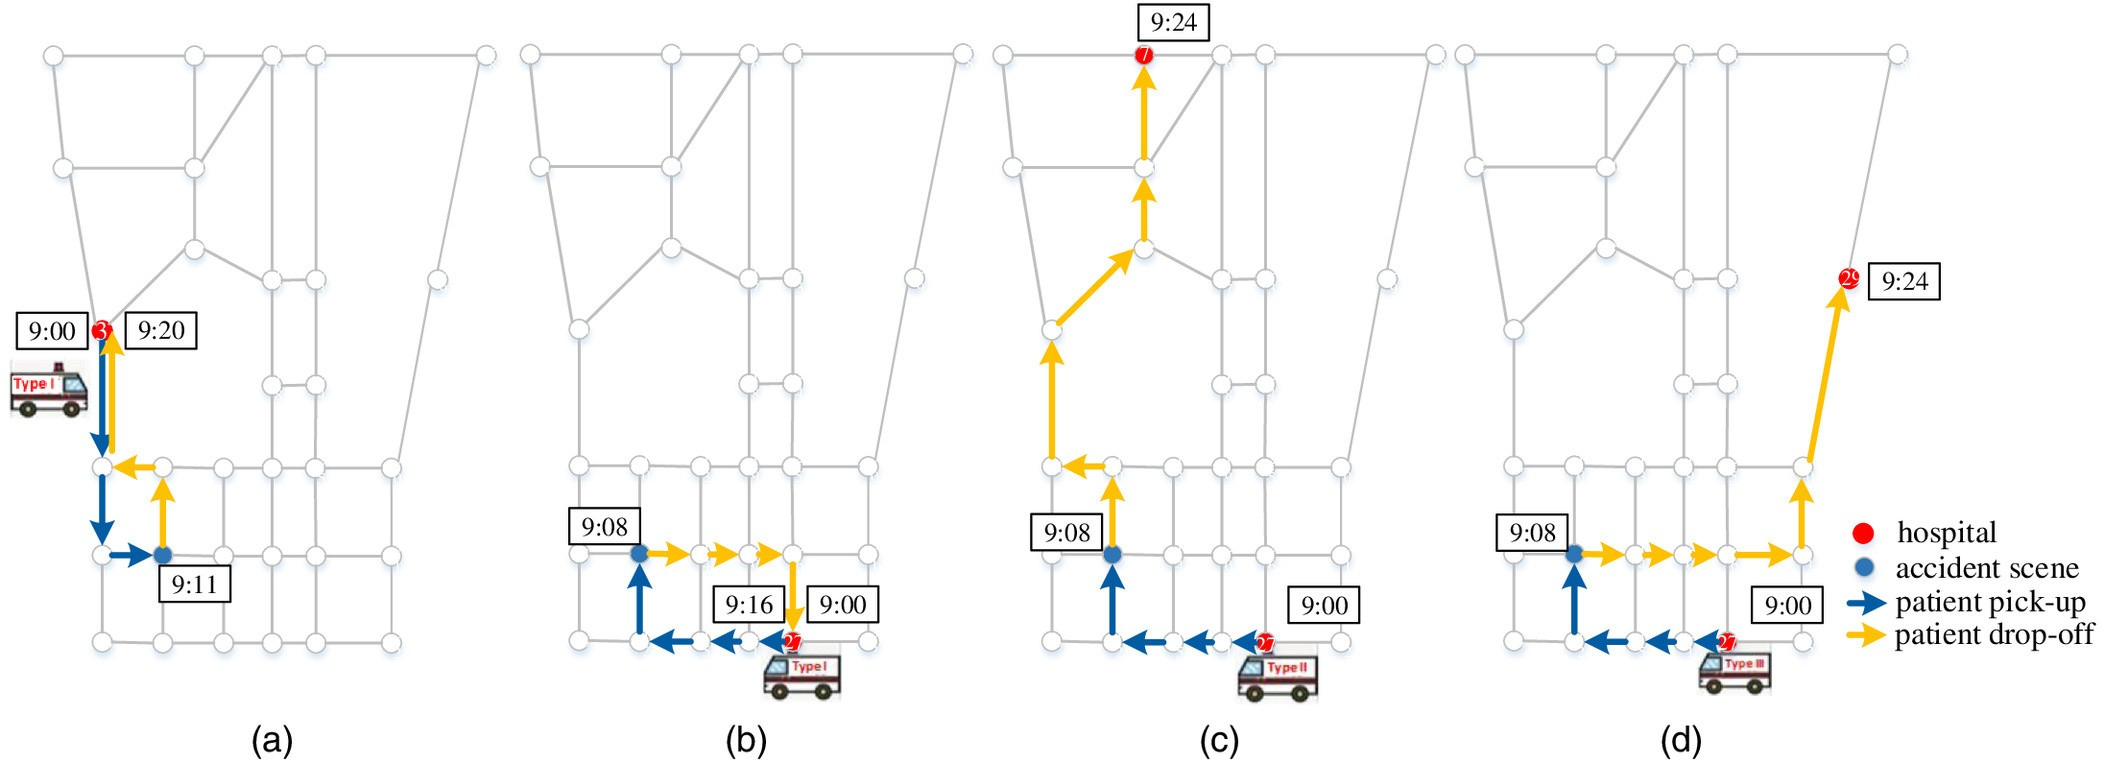 9:24
7
9:00
3
9:20
Type I
9:11
(a)
9:08
9:16
9:00
27
Type I
(b)
9:08
9:00
27
Type II
(c)
29
9:24
9:08
9:00
27
Type III
(d)
hospital
accident scene
patient pick-up
patient drop-off